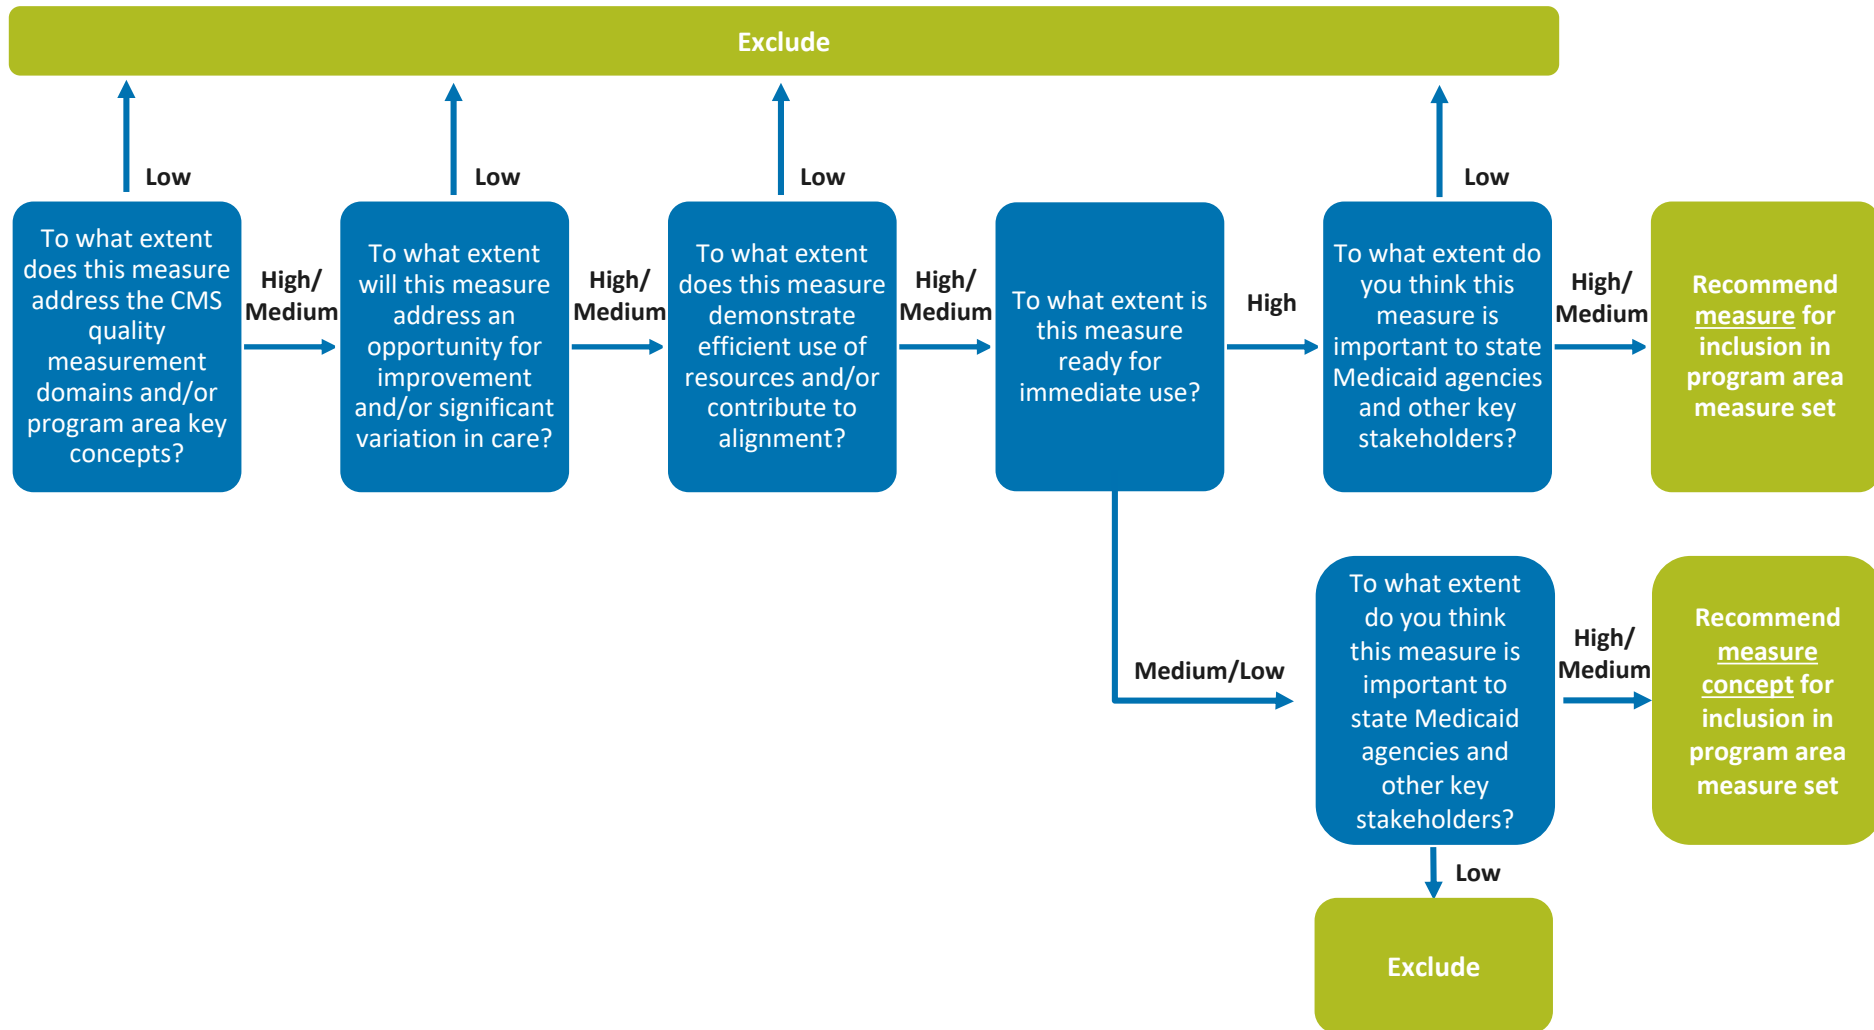 Exclude
Low
Low
Low
Low
To what extent
does this measure
address the CMS
quality
measurement
domains and/or
program area key
concepts?
High/
Medium
To what extent
will this measure
address an
opportunity for
improvement
and/or significant
variation in care?
High/
Medium
To what extent
does this measure
demonstrate
efficient use of
resources and/or
contribute to
alignment?
High/
Medium
To what extent is
this measure
ready for
immediate use?
High
To what extent do
you think this
measure is
important to state
Medicaid agencies
and other key
stakeholders?
High/
Medium
Recommend
measure for
inclusion in
program area
measure set
Medium/Low
To what extent
do you think
this measure is
important to
state Medicaid
agencies and
other key
stakeholders?
High/
Medium
Recommend
measure
concept for
inclusion in
program area
measure set
Low
Exclude